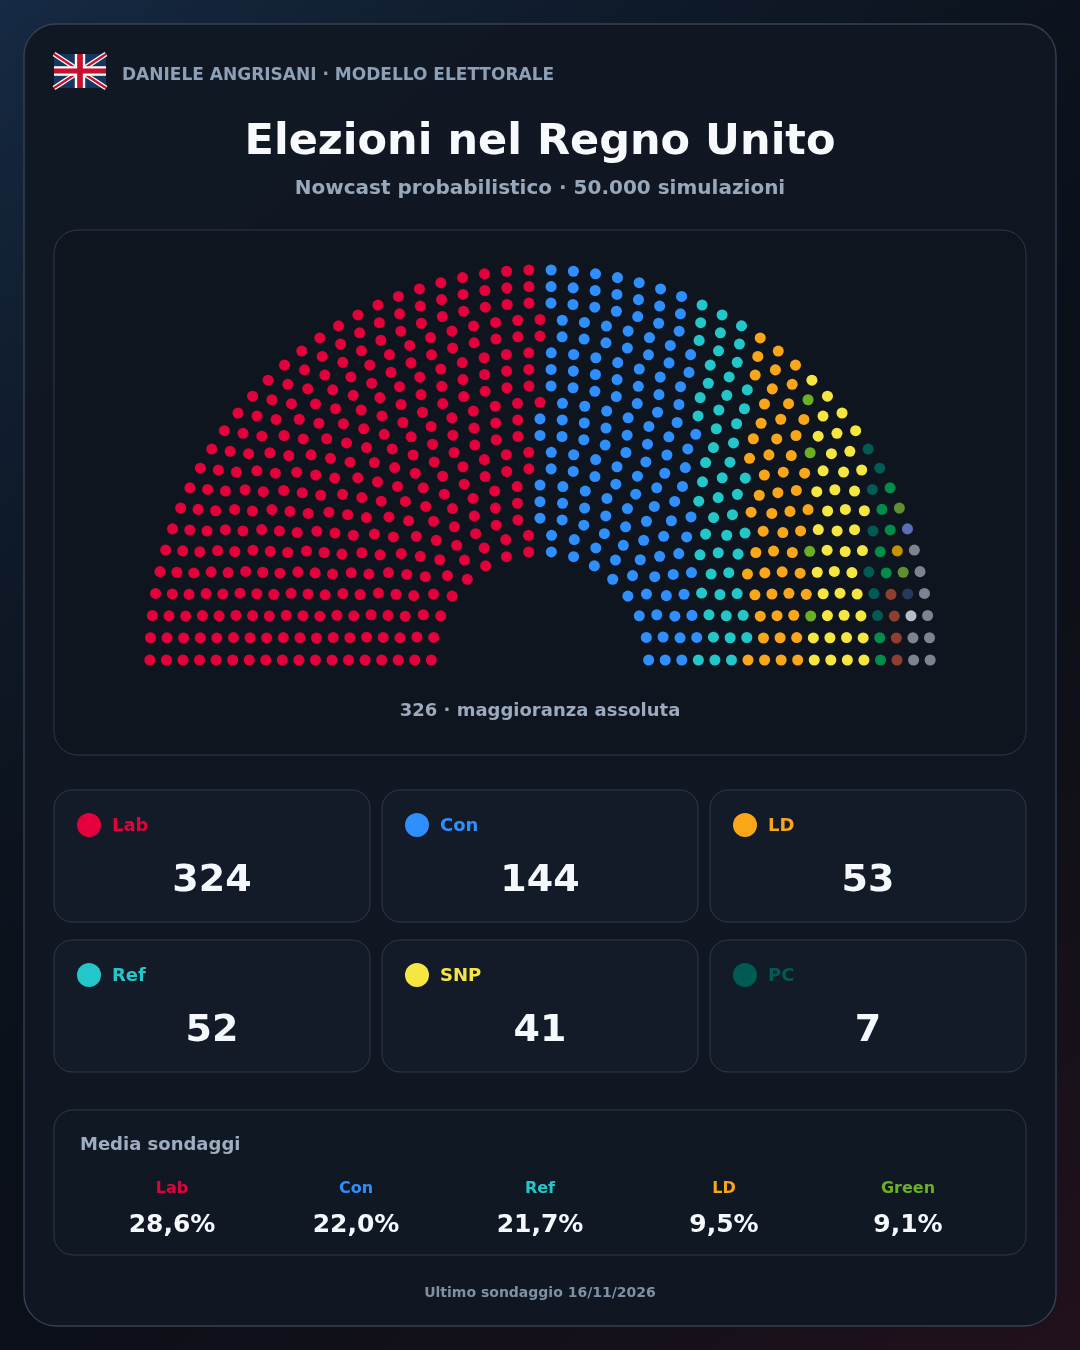 DANIELE ANGRISANI · MODELLO ELETTORALE
Elezioni nel Regno Unito
Nowcast probabilistico · 50.000 simulazioni
326 · maggioranza assoluta
Lab
324
Con
144
LD
53
Ref
52
SNP
41
PC
7
Media sondaggi
Lab Con Ref LD Green
28,6% 22,0% 21,7% 9,5% 9,1%
Ultimo sondaggio 16/11/2026